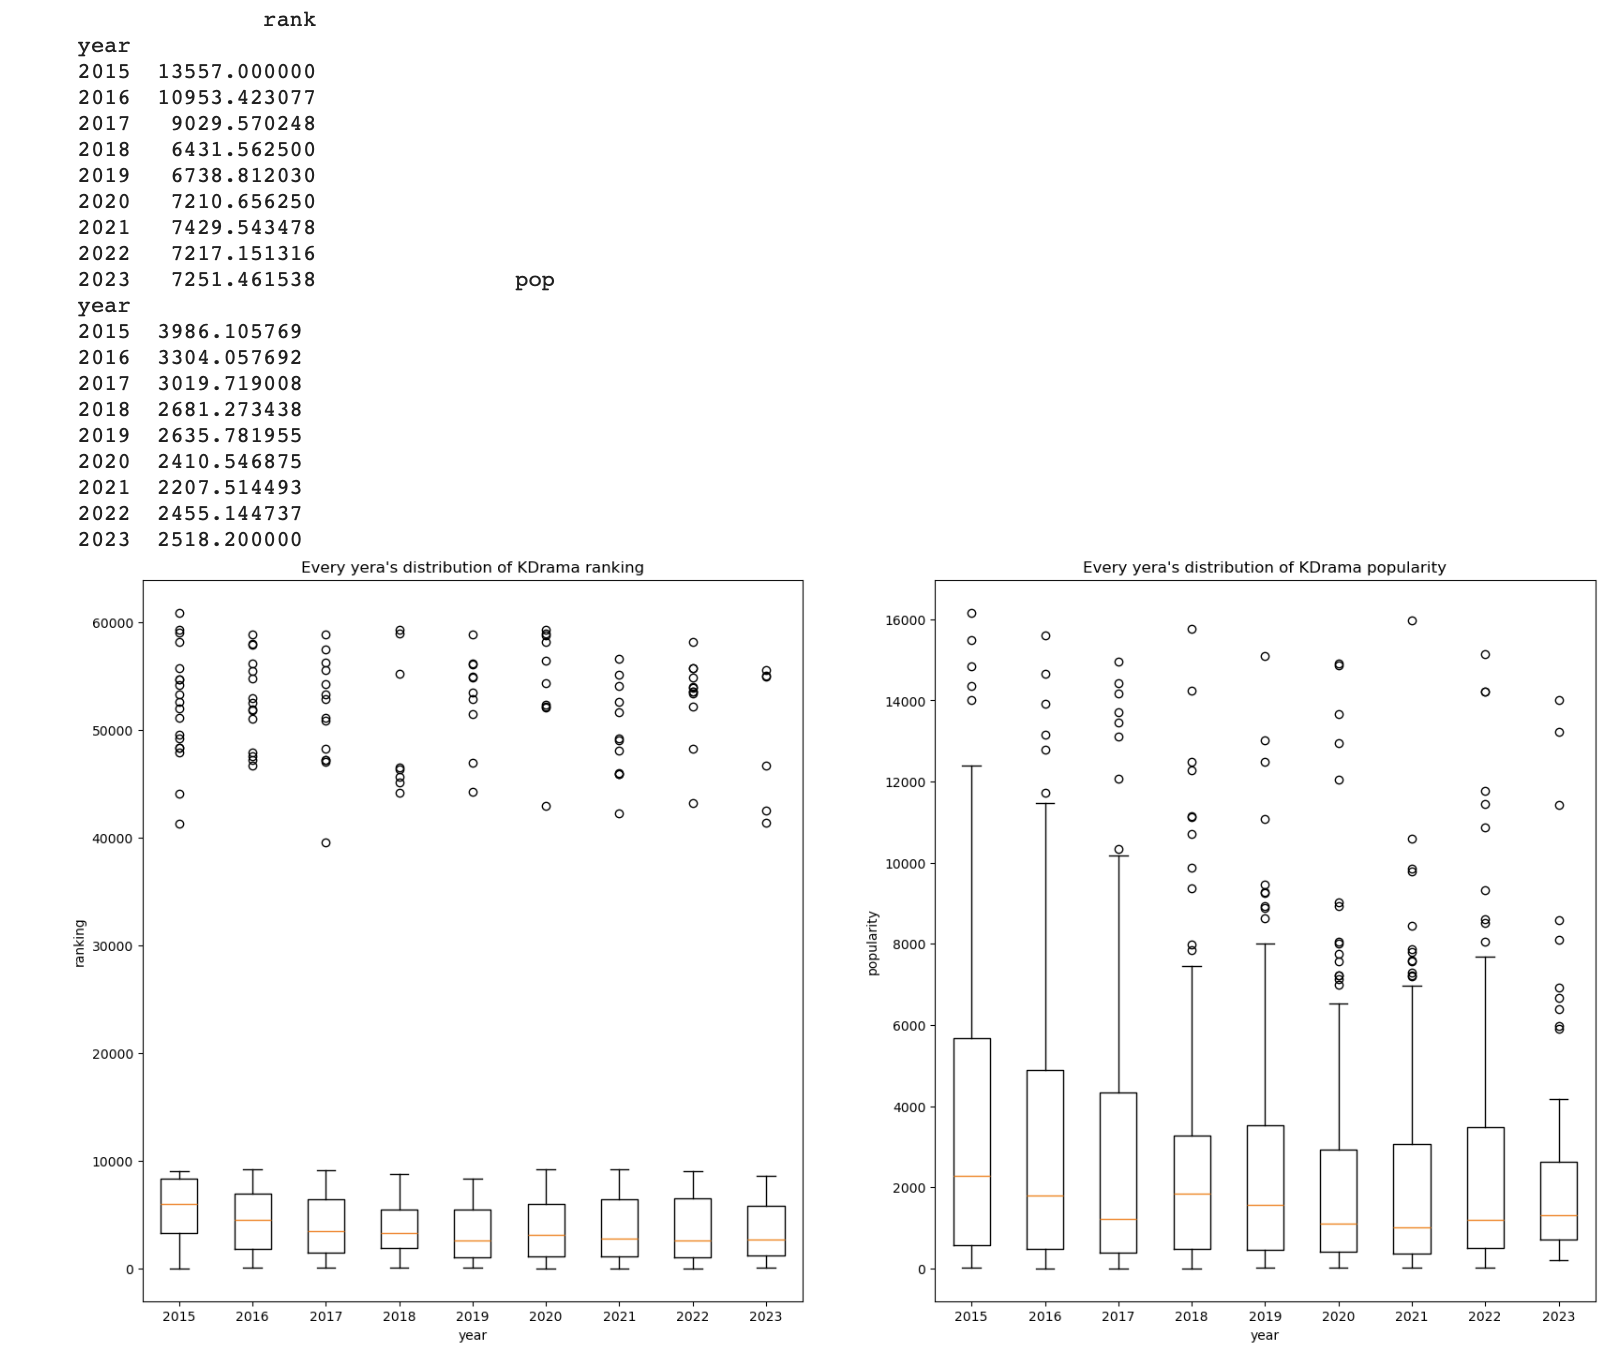 rank
year
2015 13557.000000
2016 10953.423077
2017 9029.570248
2018 6431.562500
2019 6738.812030
2020 7210.656250
2021 7429.543478
2022 7217.151316
2023 7251.461538 pop
year
2015 3986.105769
2016 3304.057692
2017 3019.719008
2018 2681.273438
2019 2635.781955
2020 2410.546875
2021 2207.514493
2022 2455.144737
2023 2518.200000
Every yera's distribution of KDrama ranking
60000
50000
40000
30000
20000
10000
0
ranking
2015 2016 2017 2018 2019 2020 2021 2022 2023
year
Every yera's distribution of KDrama popularity
16000
14000
12000
10000
8000
6000
4000
2000
0
popularity
2015 2016 2017 2018 2019 2020 2021 2022 2023
year